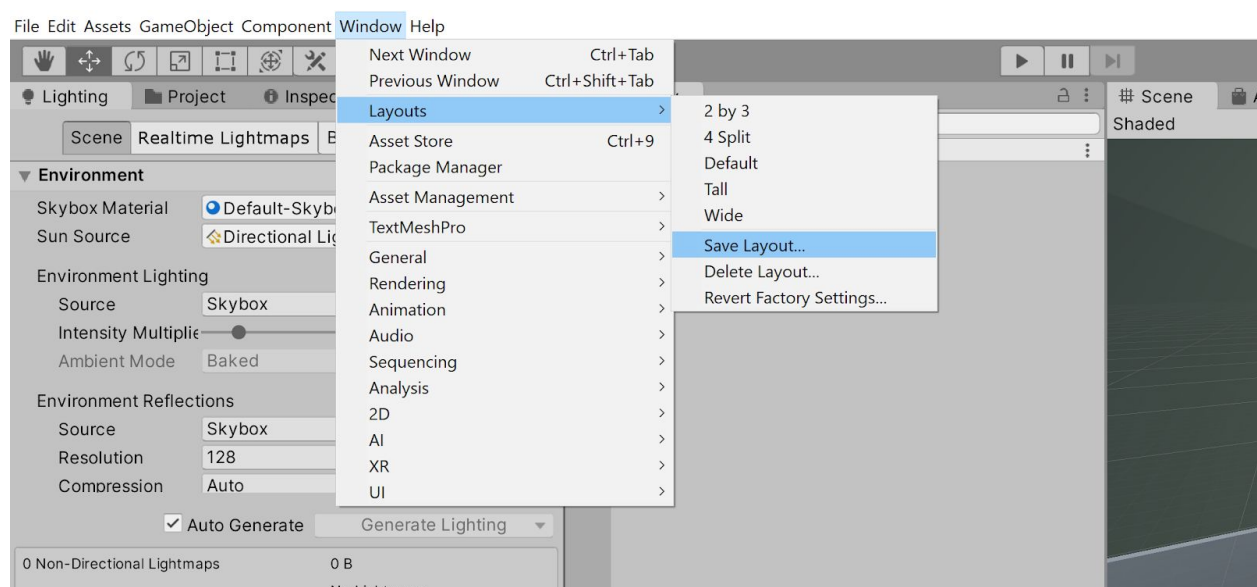 File Edit Assets GameObject Component Window Help
Next Window Ctrl+Tab
Previous Window Ctrl+Shift+Tab
Layouts
Asset Store Ctrl+9
Package Manager
Asset Management
TextMeshPro
General
Rendering
Animation
Audio
Sequencing
Analysis
2D
AI
XR
UI
2 by 3
4 Split
Default
Tall
Wide
Save Layout...
Delete Layout...
Revert Factory Settings...
Lighting Project Inspec
Scene Realtime Lightmaps B
Environment
Skybox Material Default-Skyb
Sun Source Directional Lig
Environment Lighting
Source Skybox
Intensity Multiplie
Ambient Mode Baked
Environment Reflections
Source Skybox
Resolution 128
Compression Auto
Auto Generate Generate Lighting
0 Non-Directional Lightmaps 0 B
Scene
Shaded